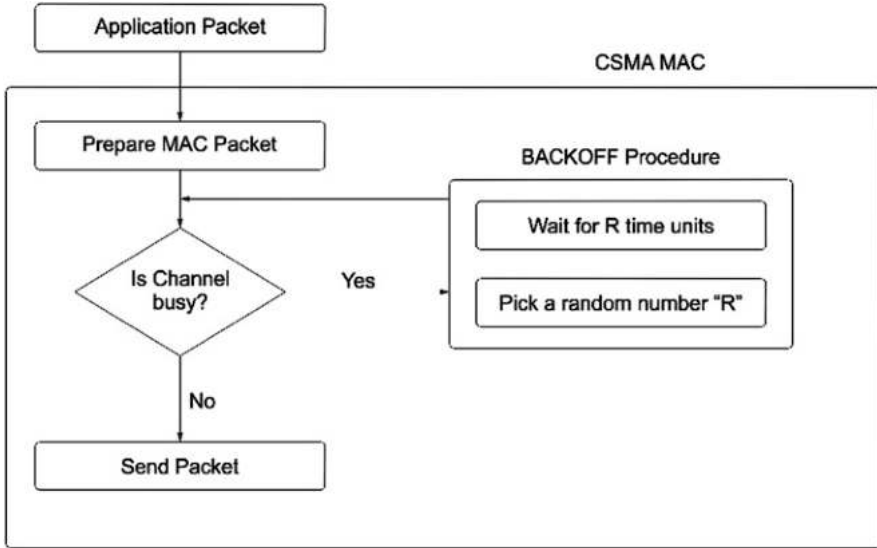 Application Packet
CSMA MAC
Prepare MAC Packet
BACKOFF Procedure
Wait for R time units
Is Channel
busy?
Yes
Pick a random number "R"
No
Send Packet